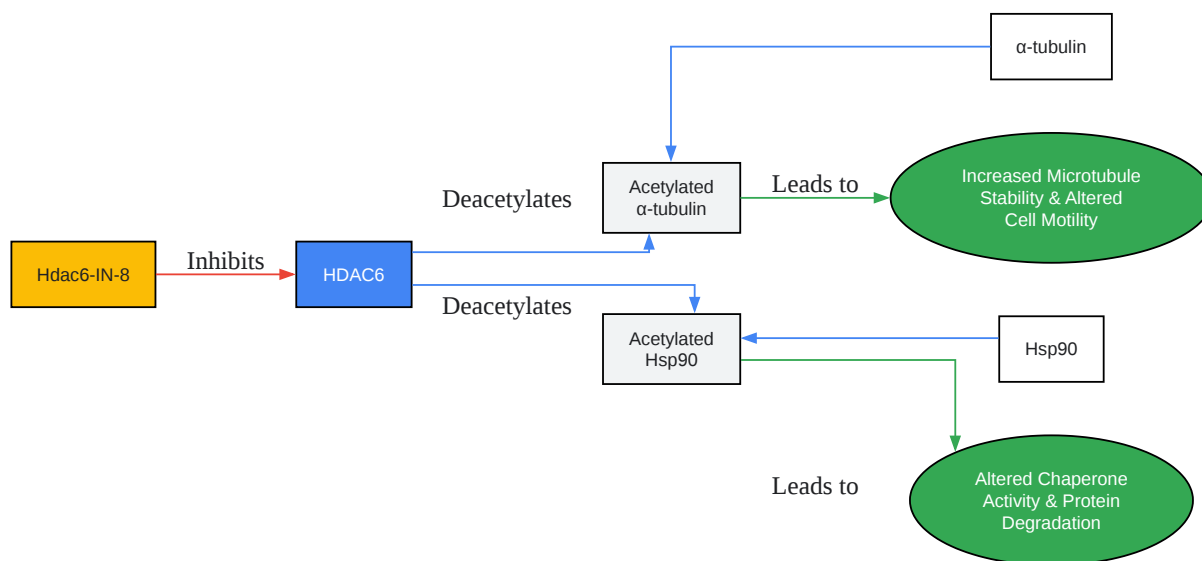 α-tubulin
Increased Microtubule
Stability & Altered
Cell Motility
Acetylated
α-tubulin
Leads to
Deacetylates
Hdac6-IN-8
Inhibits
HDAC6
Deacetylates
Acetylated
Hsp90
Hsp90
Leads to
Altered Chaperone
Activity & Protein
Degradation